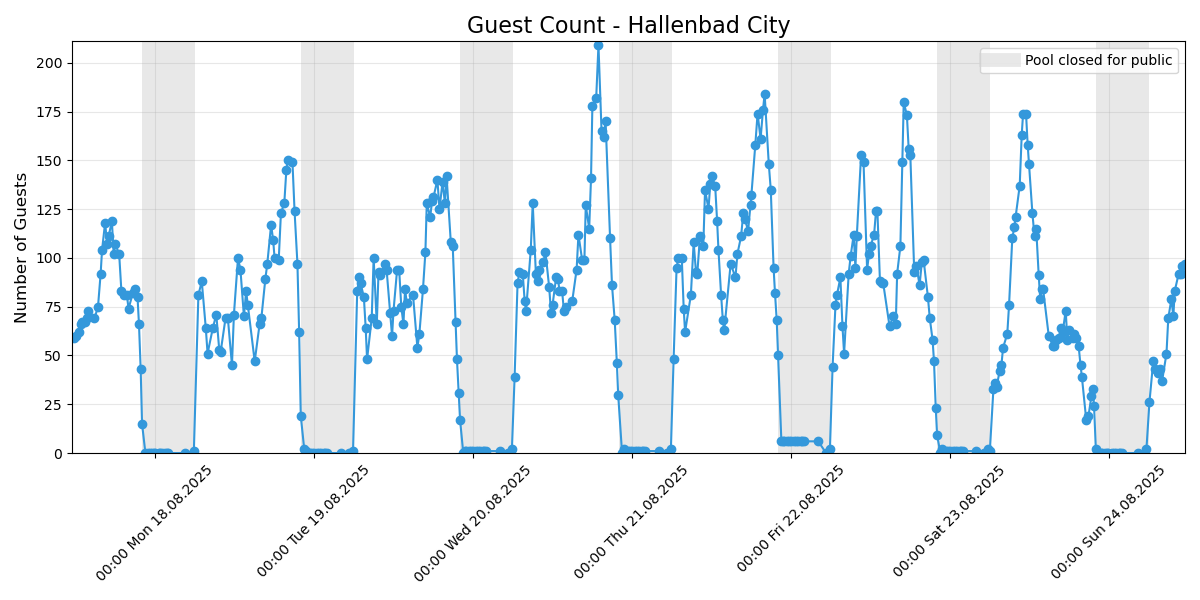 Guest Count - Hallenbad City
Pool closed for public
Number of Guests
200
175
150
125
100
75
50
25
0
00:00 Mon 18.08.2025
00:00 Tue 19.08.2025
00:00 Wed 20.08.2025
00:00 Thu 21.08.2025
00:00 Fri 22.08.2025
00:00 Sat 23.08.2025
00:00 Sun 24.08.2025